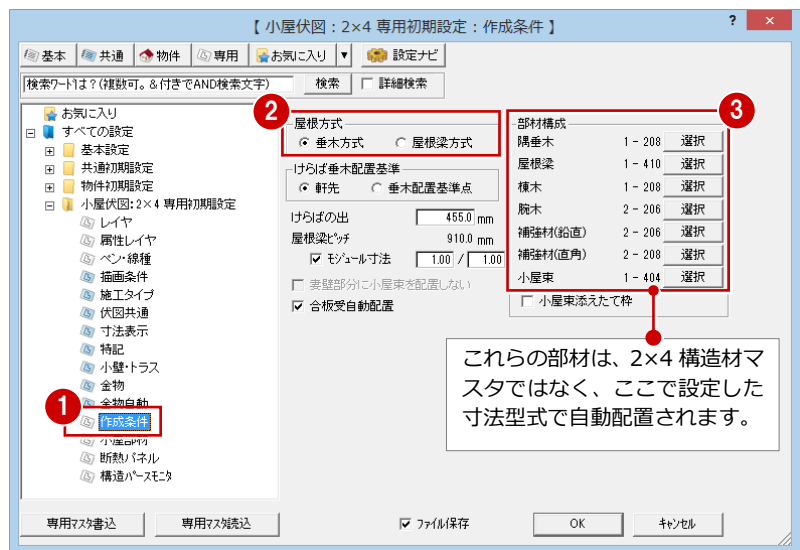 【 小屋伏図：2×4 専用初期設定：作成条件 】
? ×
基本 共通 物件 専用 お気に入り ▼ 設定ナビ
検索ワードは？(複数可。＆付きでAND検索文字) 検索 詳細検索
お気に入り
すべての設定
基本設定
共通初期設定
物件初期設定
小屋伏図:2×4 専用初期設定
レイヤ
属性レイヤ
ペン・線種
描画条件
施工タイプ
伏図共通
寸法表示
特記
小壁・トラス
金物
金物自動
1
作成条件
小屋部材
断熱パネル
構造パースモニタ
2
屋根方式
垂木方式 屋根梁方式
けらば垂木配置基準
軒先 垂木配置基準点
けらばの出 455.0 mm
屋根梁ピッチ 910.0 mm
モジュール寸法 1.00 / 1.00
妻壁部分に小屋束を配置しない
合板受自動配置
3
部材構成
隅垂木 1 - 208 選択
屋根梁 1 - 410 選択
棟木 1 - 208 選択
腕木 2 - 206 選択
補強材(鉛直) 2 - 206 選択
補強材(直角) 2 - 208 選択
小屋束 1 - 404 選択
小屋束添えたて枠
これらの部材は、2×4 構造材マ
スタではなく、ここで設定した
寸法型式で自動配置されます。
専用マスタ書込 専用マスタ読込 ファイル保存 OK キャンセル